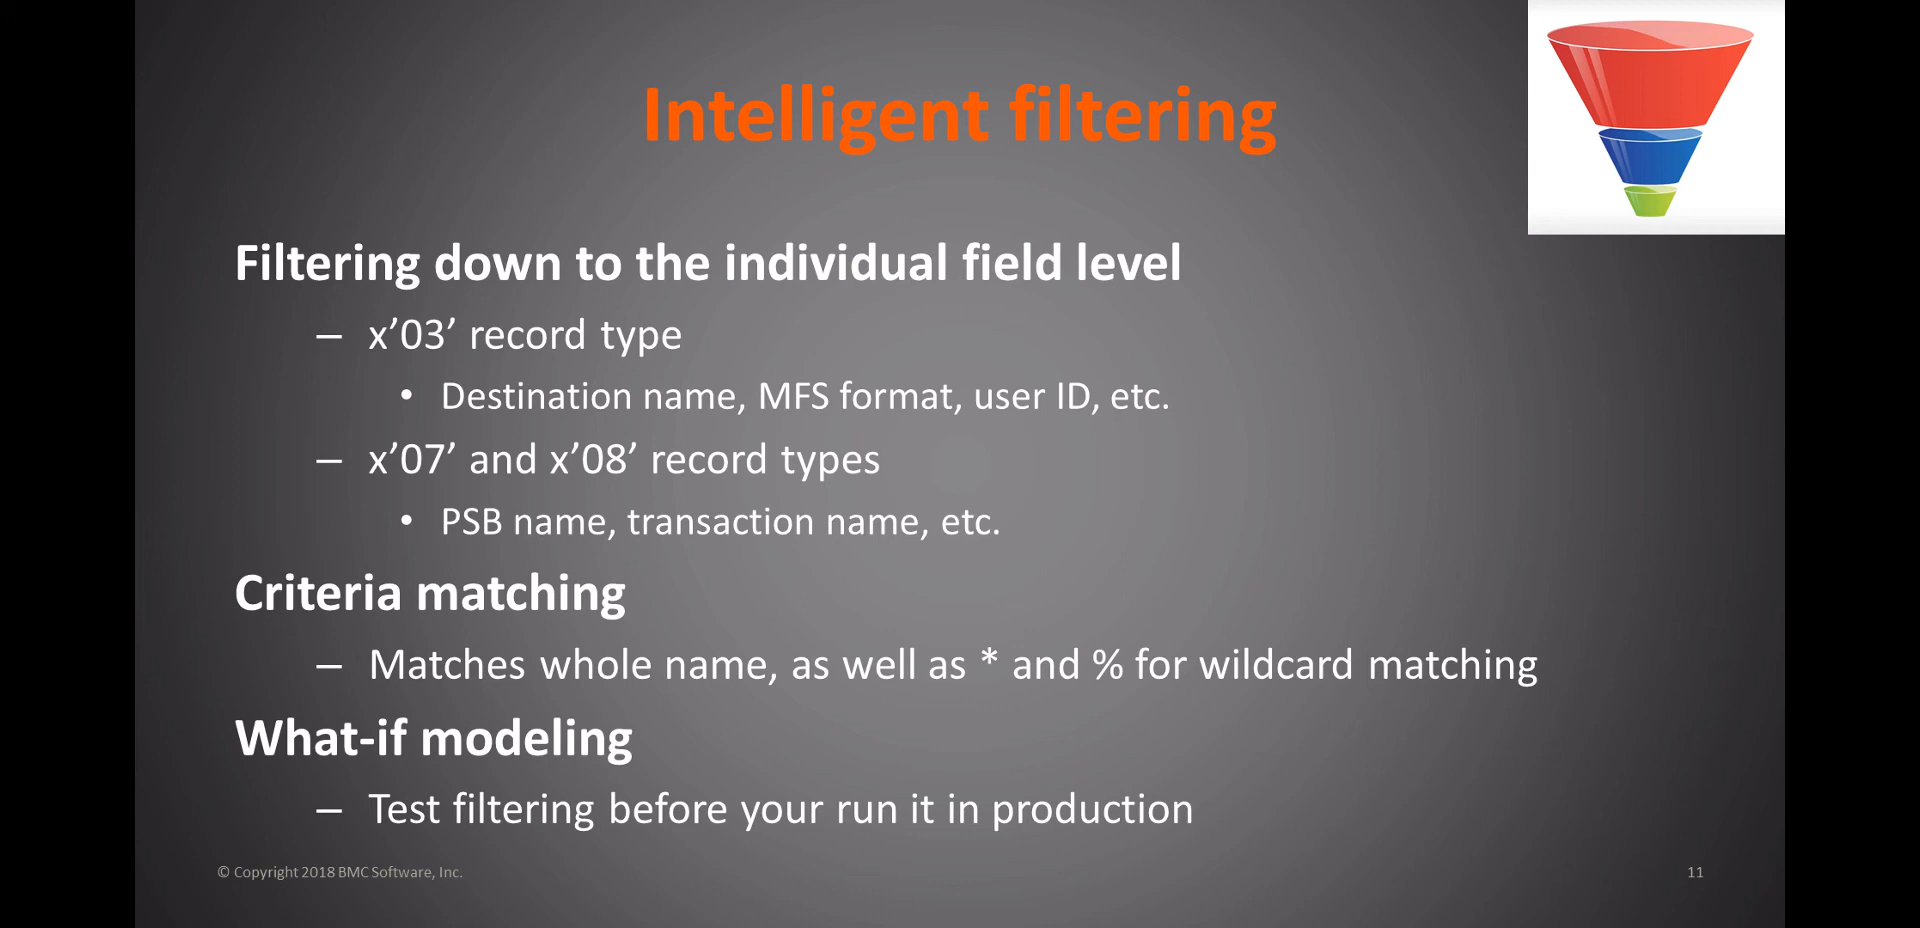 Intelligent filtering
Filtering down to the individual field level
– x’03’ record type
• Destination name, MFS format, user ID, etc.
– x’07’ and x’08’ record types
• PSB name, transaction name, etc.
Criteria matching
– Matches whole name, as well as * and % for wildcard matching
What-if modeling
– Test filtering before your run it in production
© Copyright 2018 BMC Software, Inc.
11